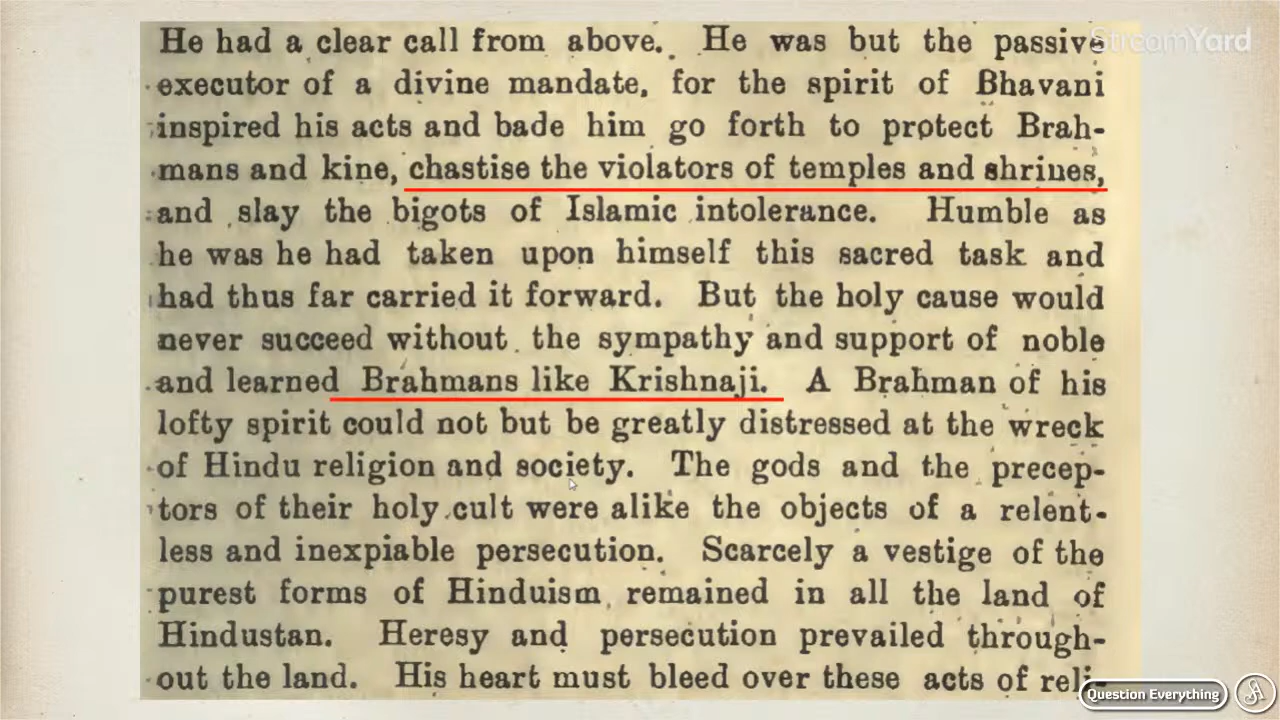 He had a clear call from above. He was but the passive
StreamYard
executor of a divine mandate, for the spirit of Bhavani
inspired his acts and bade him go forth to protect Brah-
mans and kine, chastise the violators of temples and shrines,
and slay the bigots of Islamic intolerance. Humble as
he was he had taken upon himself this sacred task and
had thus far carried it forward. But the holy cause would
never succeed without the sympathy and support of noble
and learned Brahmans like Krishnaji. A Brahman of his
lofty spirit could not but be greatly distressed at the wreck
of Hindu religion and society. The gods and the precep-
tors of their holy cult were alike the objects of a relent-
less and inexpiable persecution. Scarcely a vestige of the
purest forms of Hinduism remained in all the land of
Hindustan. Heresy and persecution prevailed through-
out the land. His heart must bleed over these acts of reli-
Question Everything